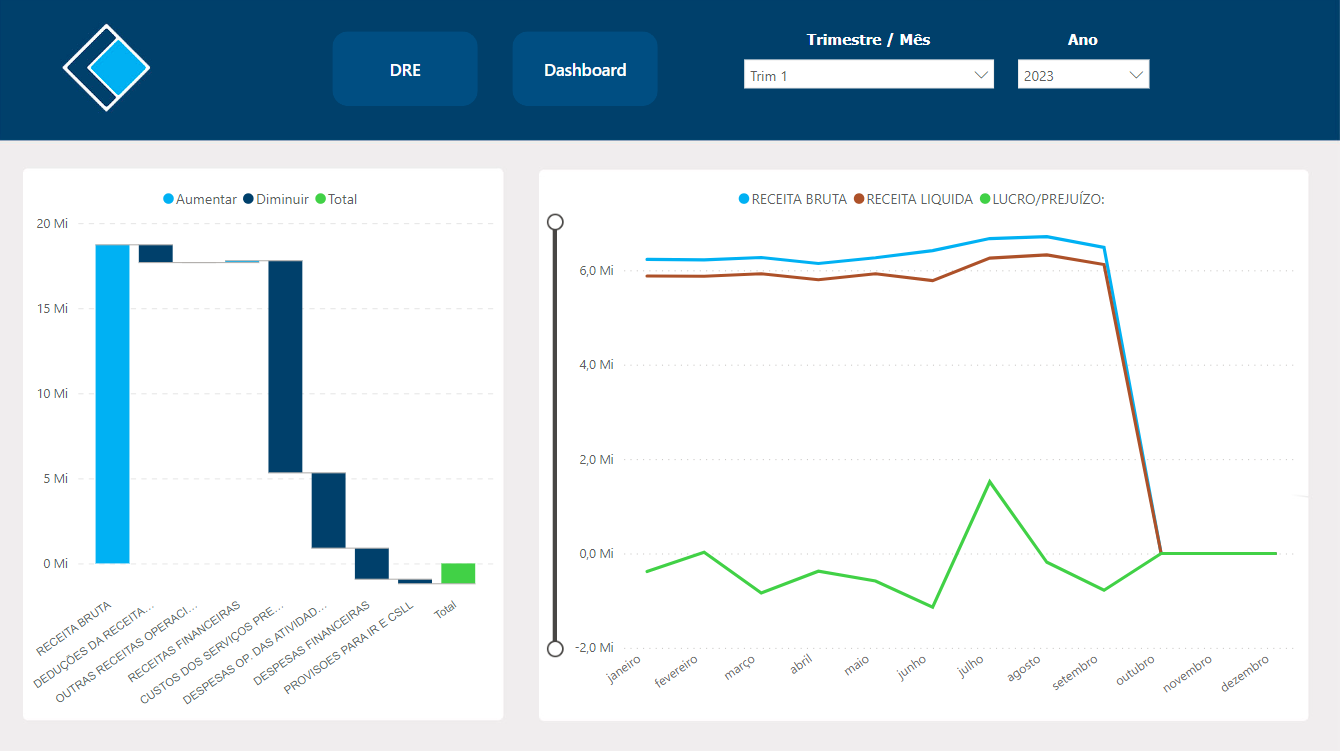 Trimestre / Mês
Ano
DRE
Dashboard
Trim 1
2023
Aumentar
Diminuir
Total
20 Mi
15 Mi
10 Mi
5 Mi
0 Mi
RECEITA BRUTA
DEDUÇÕES DA RECEITA...
OUTRAS RECEITAS OPERACI...
RECEITAS FINANCEIRAS
CUSTOS DOS SERVIÇOS PRE...
DESPESAS OP. DAS ATIVIDAD...
DESPESAS FINANCEIRAS
PROVISOES PARA IR E CSLL
Total
RECEITA BRUTA
RECEITA LIQUIDA
LUCRO/PREJUÍZO:
6,0 Mi
4,0 Mi
2,0 Mi
0,0 Mi
-2,0 Mi
janeiro
fevereiro
março
abril
maio
junho
julho
agosto
setembro
outubro
novembro
dezembro